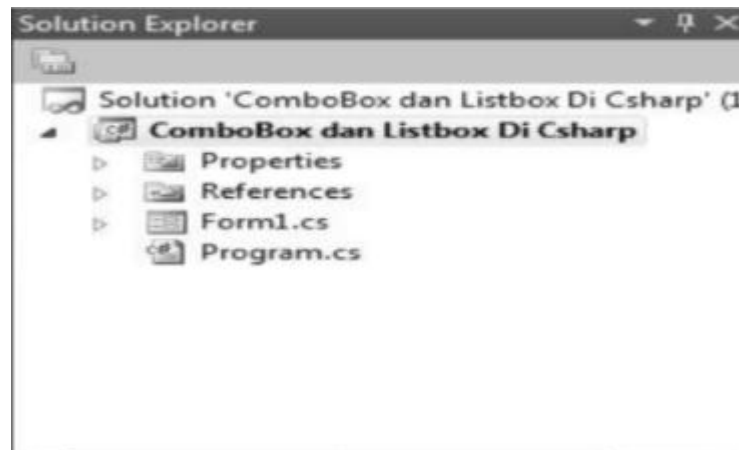 Solution Explorer
Solution 'ComboBox dan Listbox Di Csharp' (1
ComboBox dan Listbox Di Csharp
Properties
References
Form1.cs
Program.cs